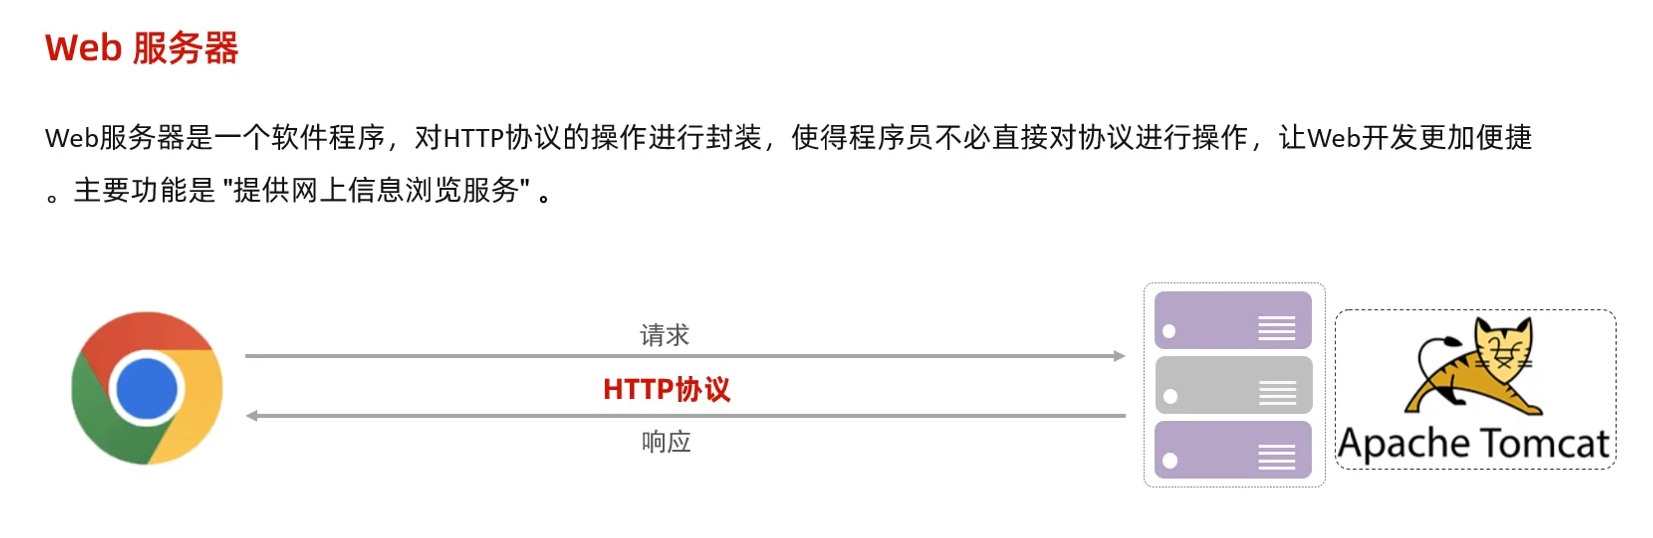 Web 服务器
Web服务器是一个软件程序，对HTTP协议的操作进行封装，使得程序员不必直接对协议进行操作，让Web开发更加便捷
。主要功能是 "提供网上信息浏览服务" 。
请求
HTTP协议
响应
Apache Tomcat